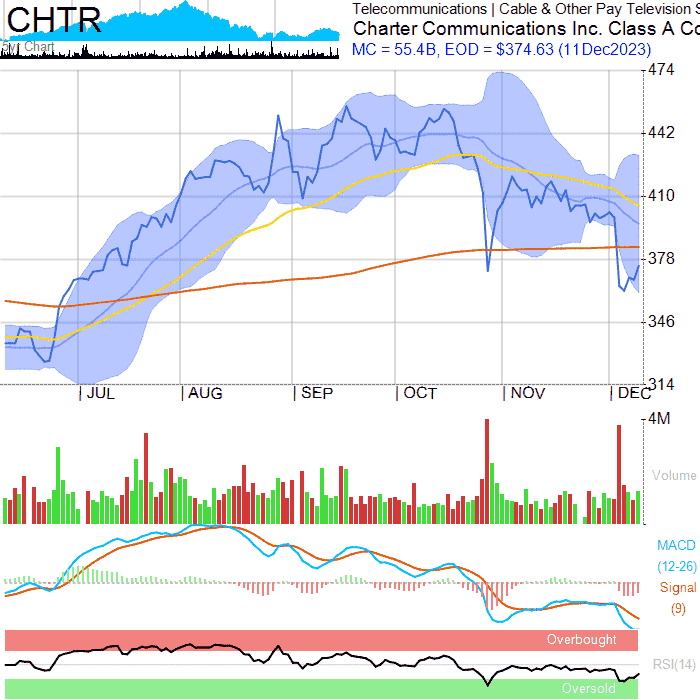 CHTR
5yr Chart
Telecommunications | Cable & Other Pay Television S
Charter Communications Inc. Class A Co
MC = 55.4B, EOD = $374.63 (11Dec2023)
474
442
410
378
346
314
JUL
AUG
SEP
OCT
NOV
DEC
4M
Volume
MACD
(12-26)
Signal
(9)
Overbought
RSI(14)
Oversold